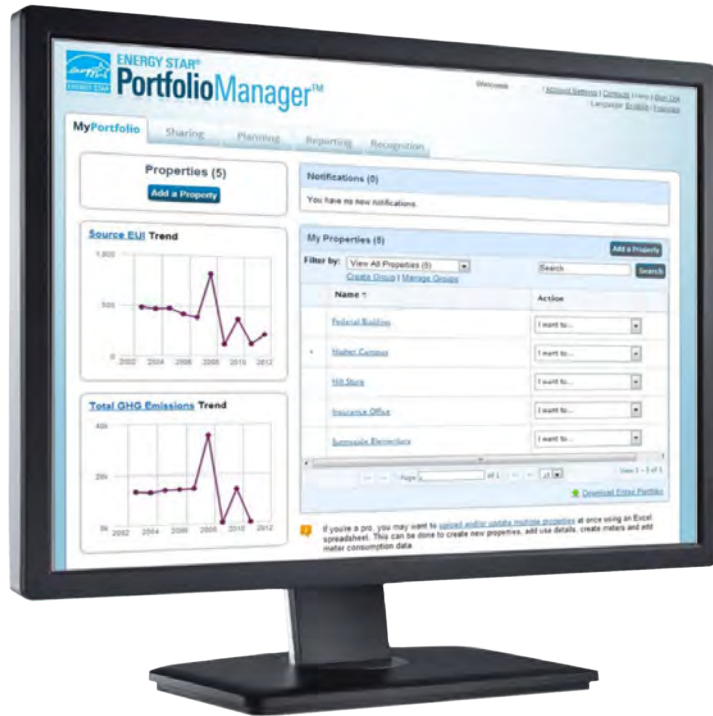 ENERGY STAR®
PortfolioManager™
ENERGY STAR
Welcome
| Account Settings | Contacts | Help | Sign Out
Language: English | Français
MyPortfolio
Sharing
Planning
Reporting
Recognition
Properties (5)
Add a Property
Notifications (0)
You have no new notifications.
Source EUI Trend
1,000
500
0
2002 2004 2006 2008 2010 2012
Total GHG Emissions Trend
40k
20k
0k
2002 2004 2006 2008 2010 2012
My Properties (5)
Add a Property
Filter by: View All Properties (5)
Search
Search
Create Group | Manage Groups
Name
Action
Federal Building
I want to...
Higher Campus
I want to...
Hill Store
I want to...
Insurance Office
I want to...
Sunnyside Elementary
I want to...
Page
of 1
View 1 - 5 of 5
Download Entire Portfolio
If you're a pro, you may want to upload and/or update multiple properties at once using an Excel
spreadsheet. This can be done to create new properties, add use details, create meters and add
meter consumption data.